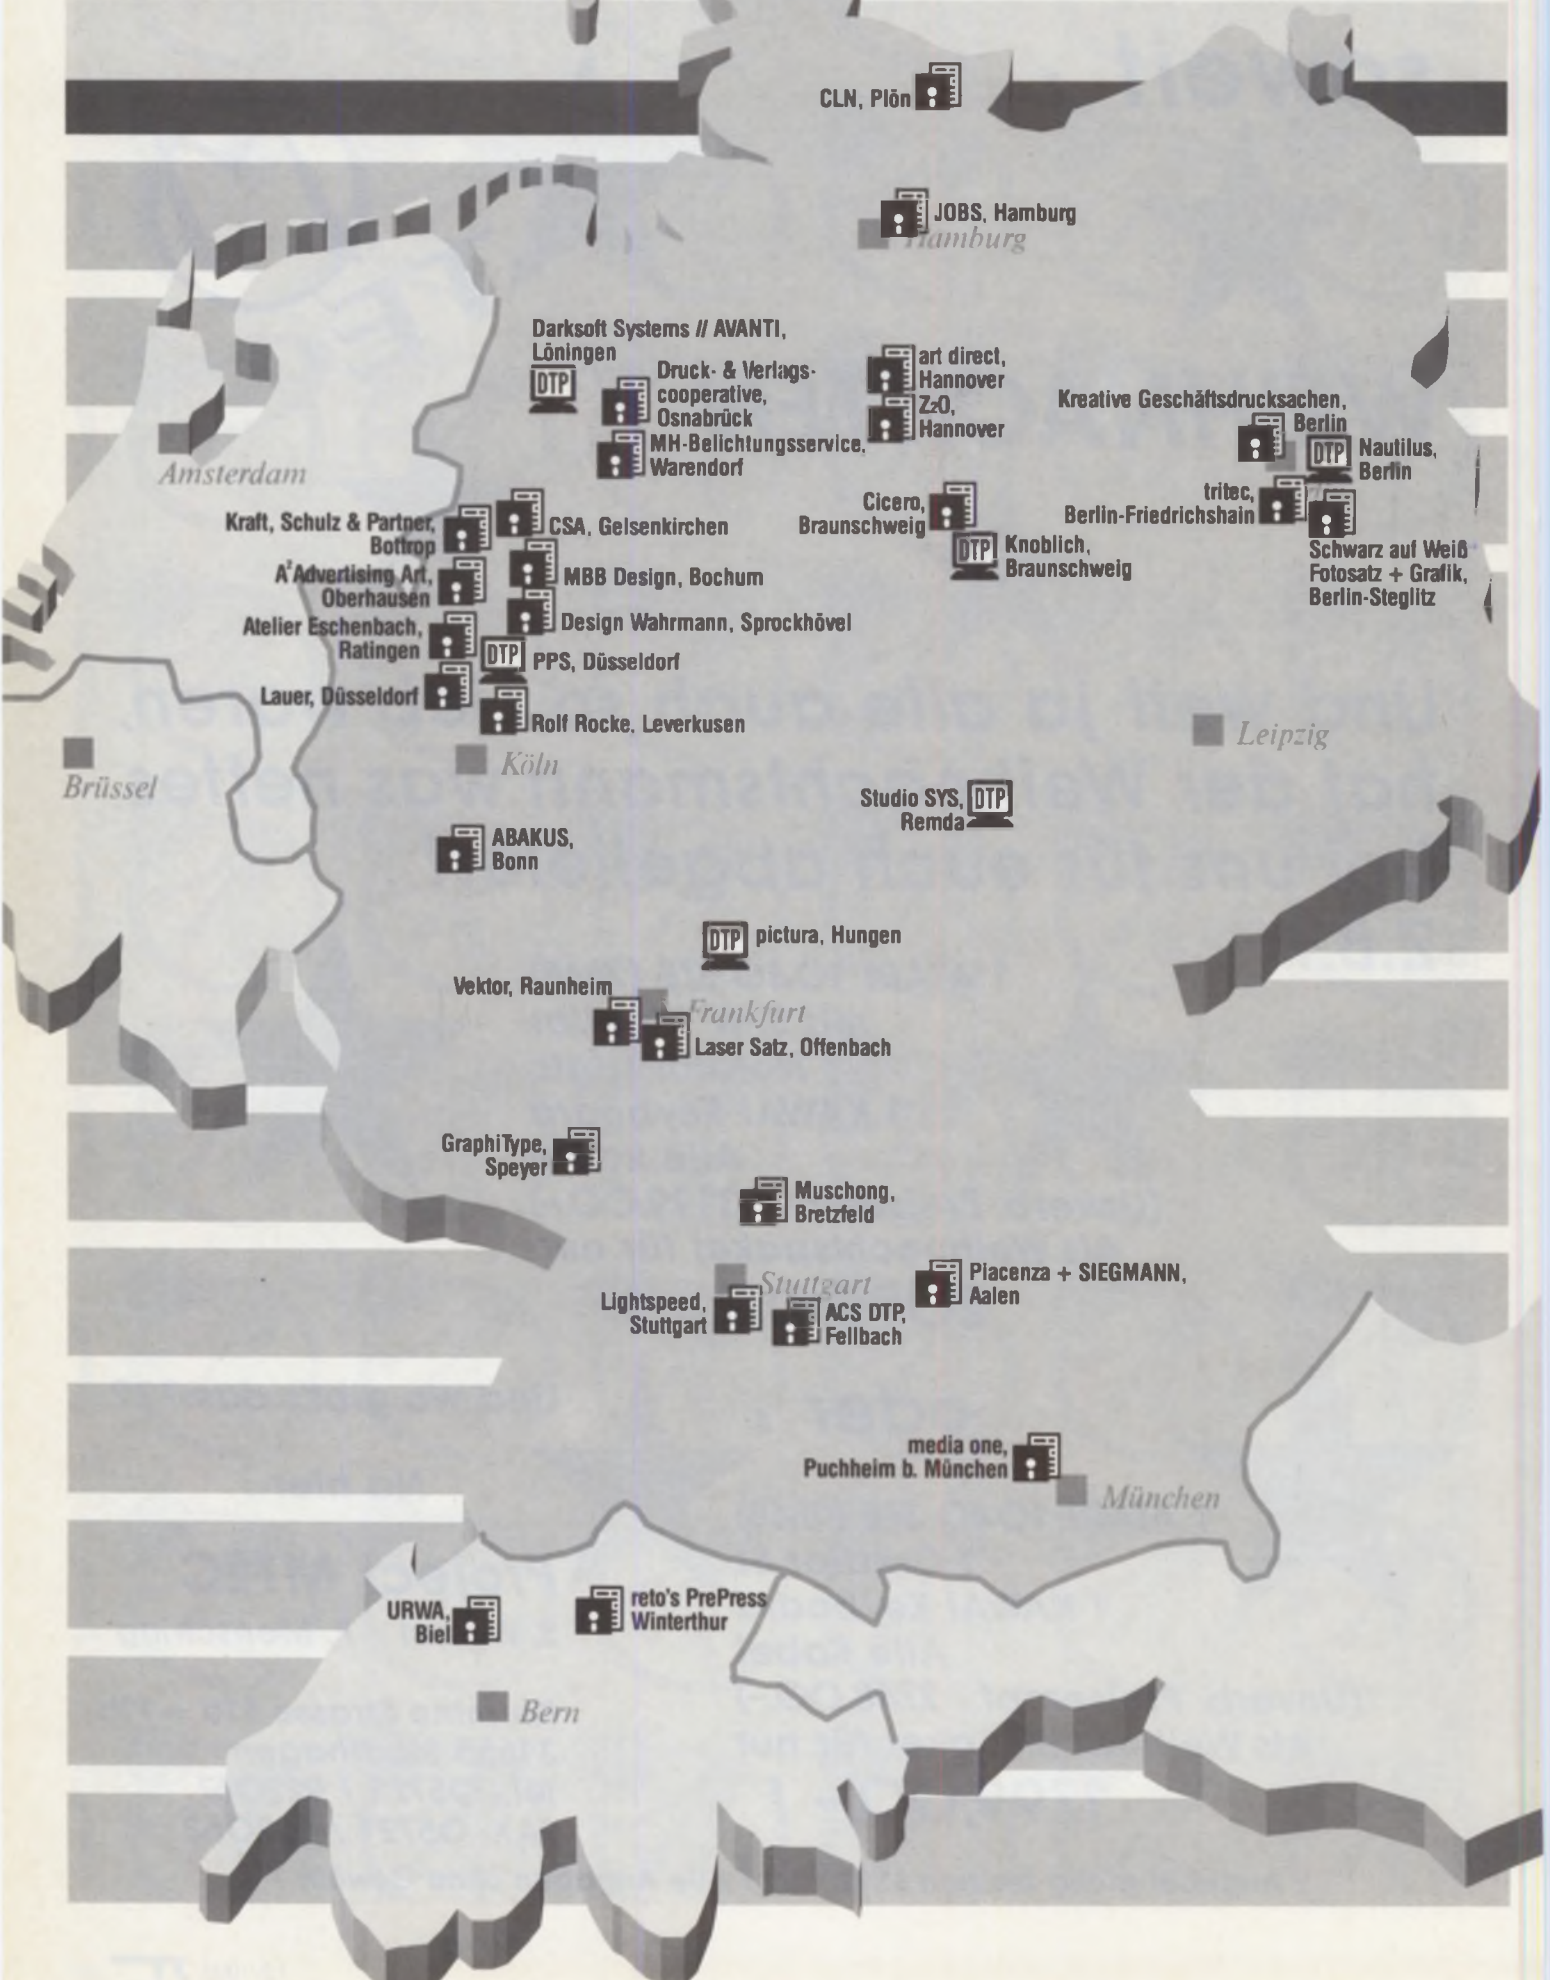 CLN, Plön
JOBS, Hamburg
Hamburg
Darksoft Systems // AVANTI,
Löningen
DTP
Druck- & Verlags-
cooperative,
Osnabrück
MH-Belichtungsservice,
Warendorf
art direct,
Hannover
Z2O,
Hannover
Kreative Geschäftsdrucksachen,
Berlin
DTP
Nautilus,
Berlin
tritec,
Berlin-Friedrichshain
Schwarz auf Weiß
Fotosatz + Grafik,
Berlin-Steglitz
Amsterdam
Cicero,
Braunschweig
DTP
Knoblich,
Braunschweig
Kraft, Schulz & Partner,
Bottrop
CSA, Gelsenkirchen
A² Advertising Art,
Oberhausen
MBB Design, Bochum
Atelier Eschenbach,
Ratingen
Design Wahrmann, Sprockhövel
DTP
PPS, Düsseldorf
Lauer, Düsseldorf
Rolf Rocke, Leverkusen
Köln
Leipzig
Brüssel
Studio SYS,
Remda
DTP
ABAKUS,
Bonn
DTP
pictura, Hungen
Vektor, Raunheim
Frankfurt
Laser Satz, Offenbach
GraphiType,
Speyer
Muschong,
Bretzfeld
Stuttgart
Lightspeed,
Stuttgart
ACS DTP,
Fellbach
Piacenza + SIEGMANN,
Aalen
media one,
Puchheim b. München
München
URWA,
Biel
reto's PrePress
Winterthur
Bern